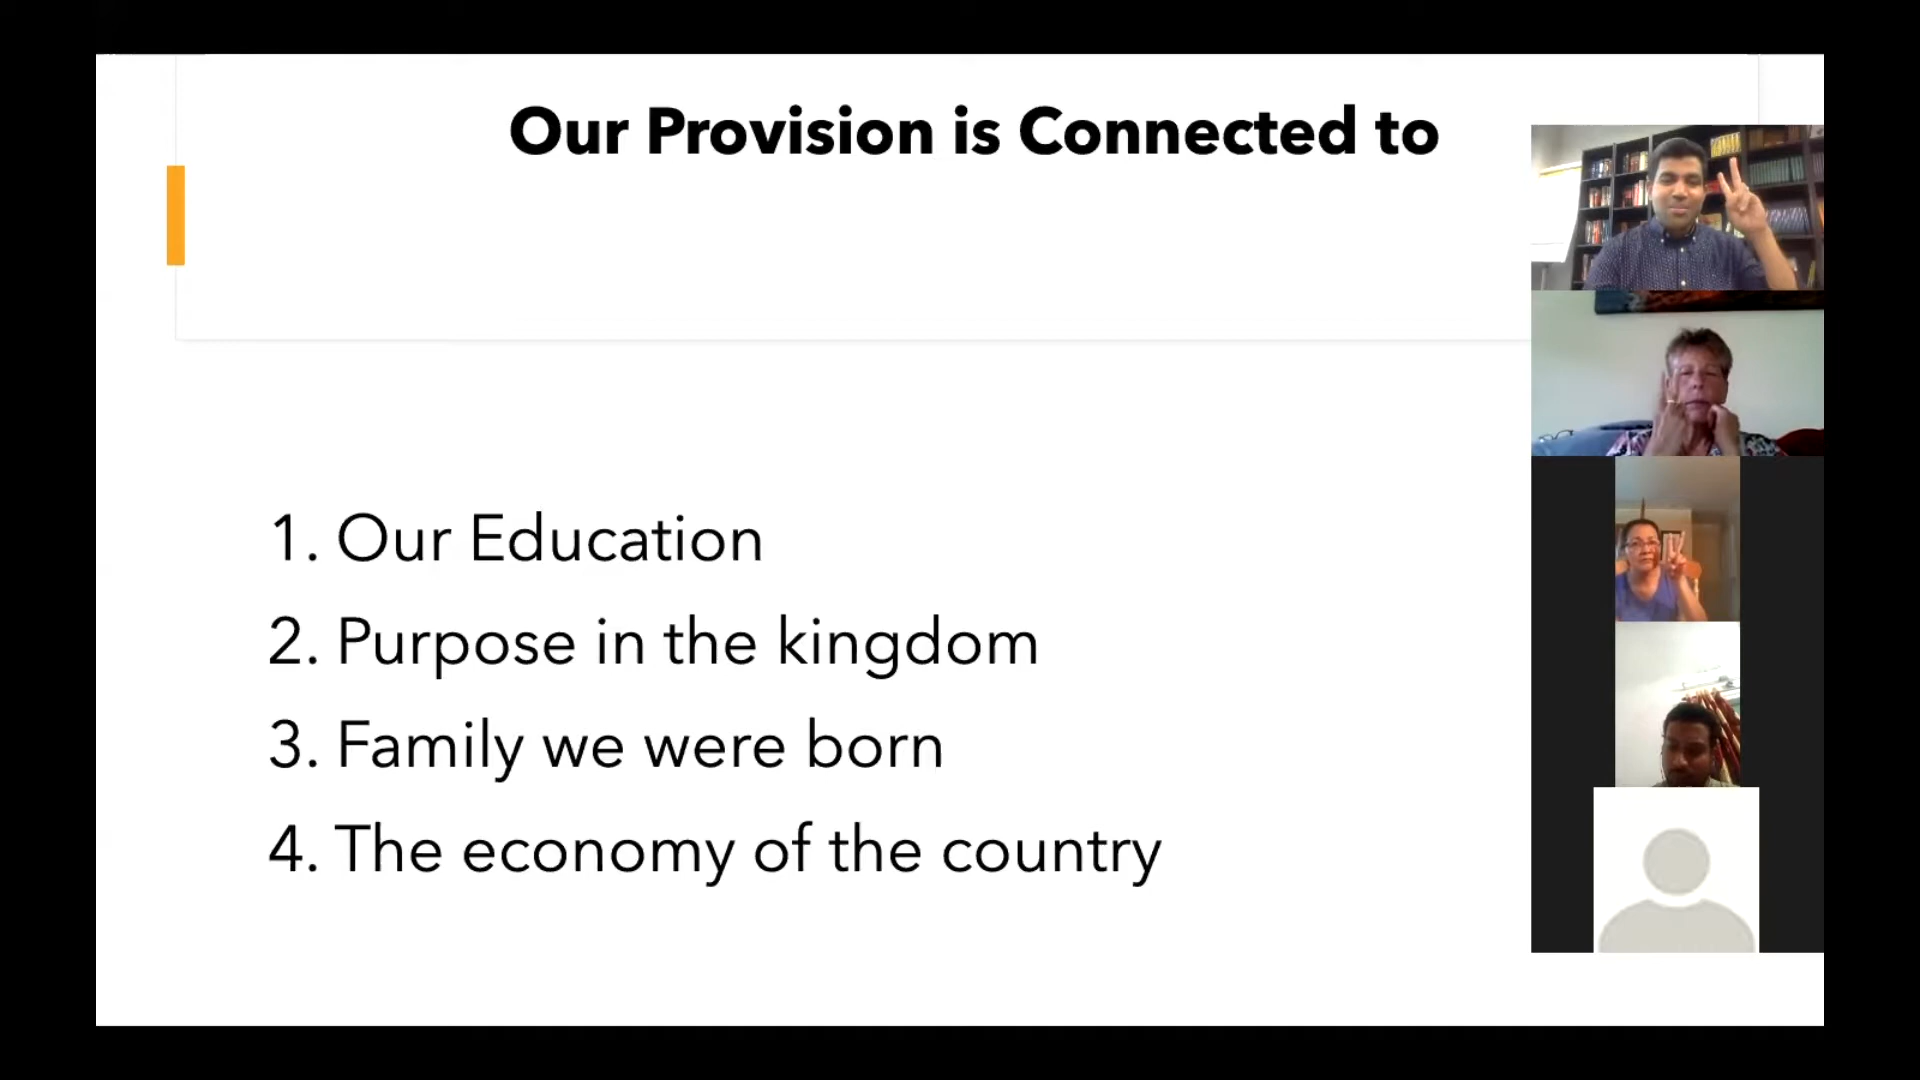 Our Provision is Connected to
1. Our Education
2. Purpose in the kingdom
3. Family we were born
4. The economy of the country